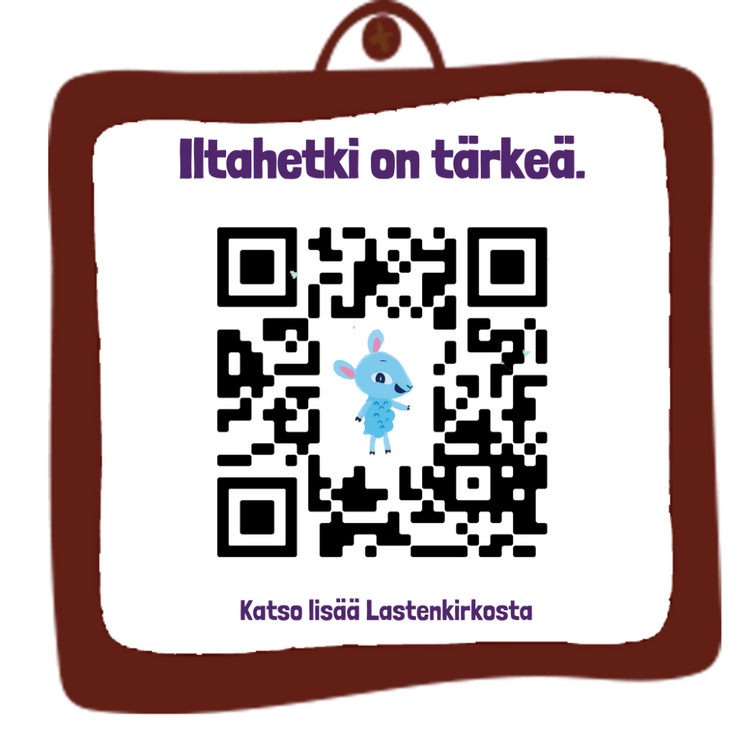 Iltahetki on tärkeä.
Katso lisää Lastenkirkosta